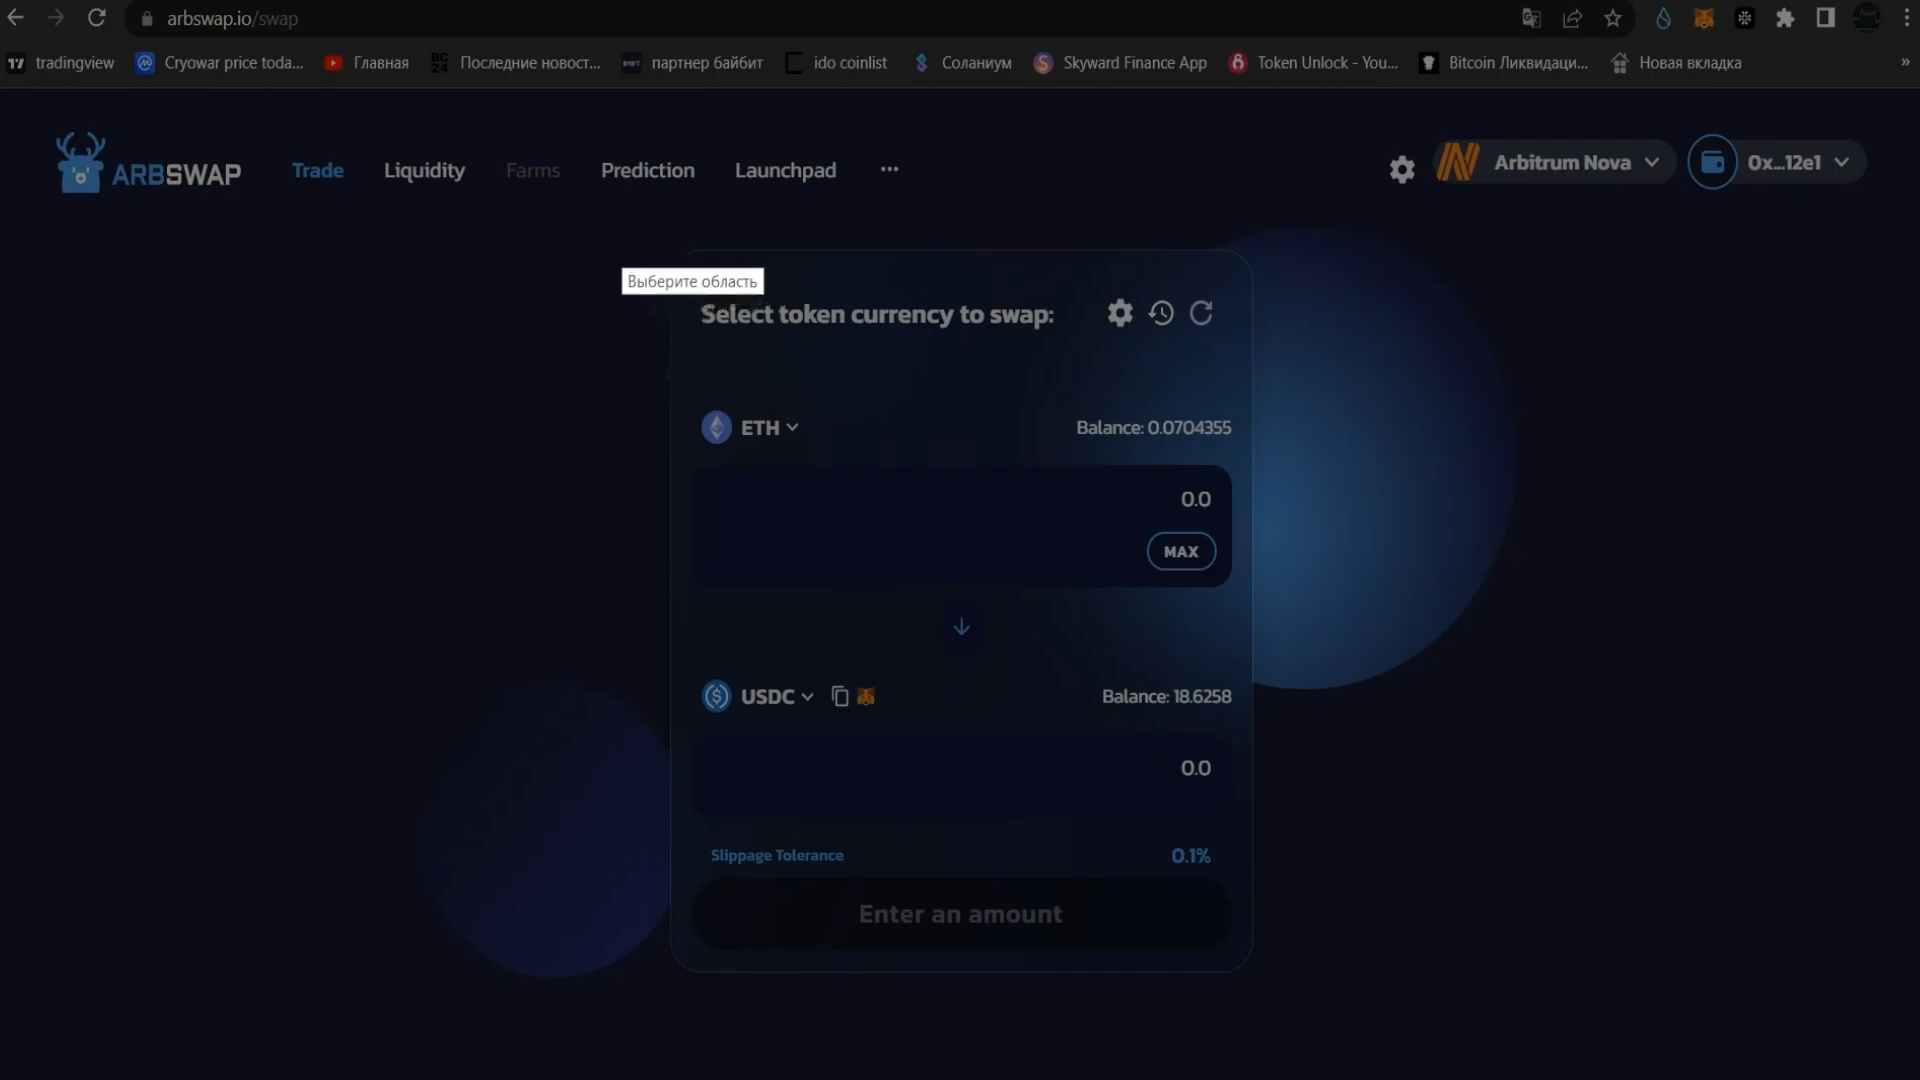 arbswap.io/swap
tradingview
Cryowar price toda...
Главная
Последние новост...
партнер байбит
ido coinlist
Соланиум
Skyward Finance App
Token Unlock - You...
Bitcoin Ликвидаци...
Новая вкладка
»
ARBSWAP
Trade
Liquidity
Farms
Prediction
Launchpad
...
Arbitrum Nova
0x...12e1
Выберите область
Select token currency to swap:
ETH
Balance: 0.0704355
0.0
MAX
USDC
Balance: 18.6258
0.0
Slippage Tolerance
0.1%
Enter an amount